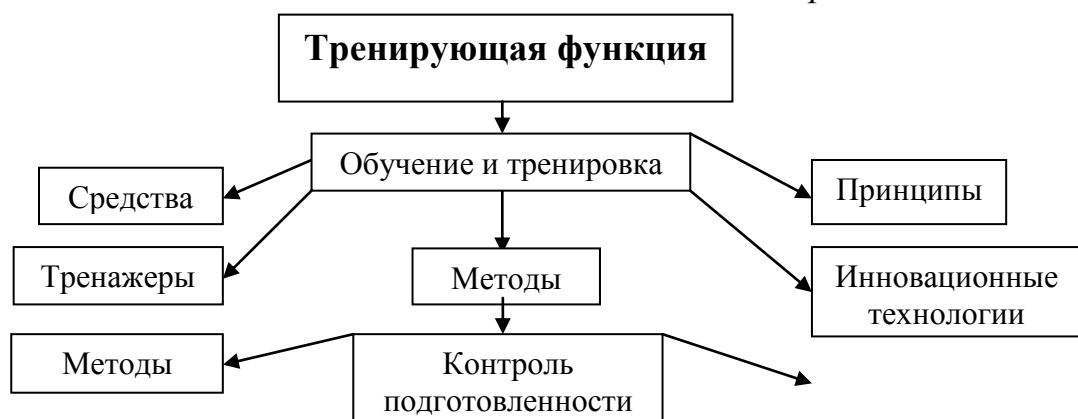 Тренирующая функция
Обучение и тренировка
Средства
Принципы
Тренажеры
Методы
Инновационные
технологии
Методы
Контроль
подготовленности